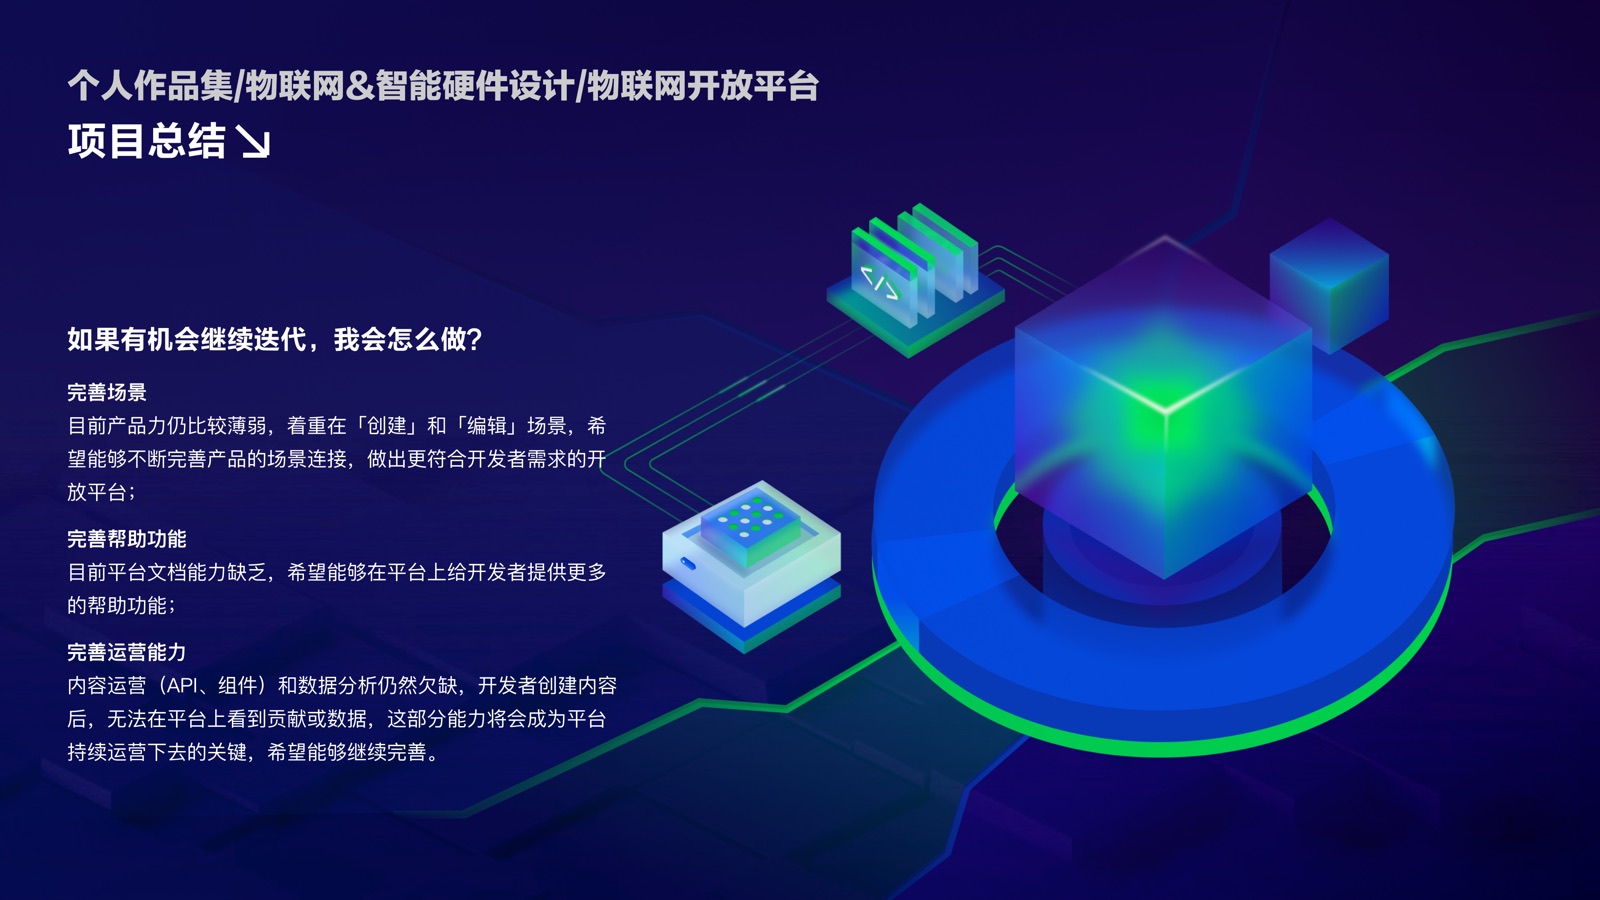 个人作品集/物联网&智能硬件设计/物联网开放平台
项目总结↘
如果有机会继续迭代，我会怎么做？
完善场景
目前产品力仍比较薄弱，着重在「创建」和「编辑」场景，希
望能够不断完善产品的场景连接，做出更符合开发者需求的开
放平台；
完善帮助功能
目前平台文档能力缺乏，希望能够在平台上给开发者提供更多
的帮助功能；
完善运营能力
内容运营（API、组件）和数据分析仍然欠缺，开发者创建内容
后，无法在平台上看到贡献或数据，这部分能力将会成为平台
持续运营下去的关键，希望能够继续完善。
</>